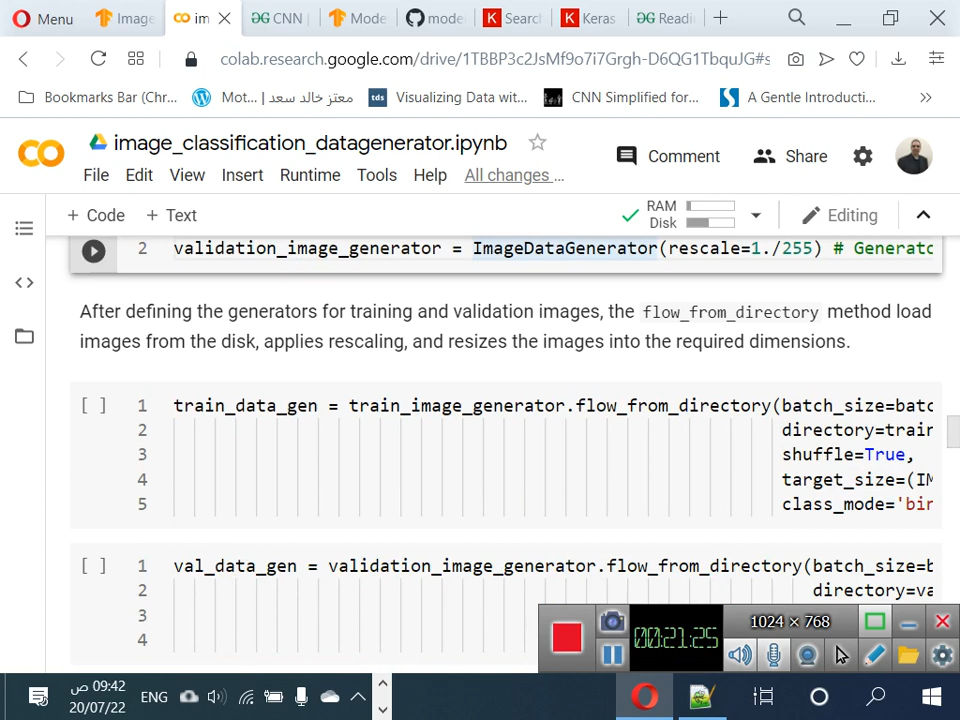 Menu
Image
im
CNN
Mode
mode
Search
Keras
Readi
colab.research.google.com/drive/1TBBP3c2JsMf9o7i7Grgh-D6QG1TbquJG#s
Bookmarks Bar (Chr...
Mot... | معتز خالد سعد
tds Visualizing Data wit...
CNN Simplified for...
A Gentle Introducti...
CO image_classification_datagenerator.ipynb
Comment
Share
File Edit View Insert Runtime Tools Help All changes …
+ Code + Text
RAM
Disk
Editing
2 validation_image_generator = ImageDataGenerator(rescale=1./255) # Generato
After defining the generators for training and validation images, the flow_from_directory method load
images from the disk, applies rescaling, and resizes the images into the required dimensions.
[ ] 1 train_data_gen = train_image_generator.flow_from_directory(batch_size=batc
2 directory=train
3 shuffle=True,
4 target_size=(IM
5 class_mode='bin
[ ] 1 val_data_gen = validation_image_generator.flow_from_directory(batch_size=b
2 directory=va
3
4
1024 × 768
00:21:25
09:42 ص
20/07/22
ENG